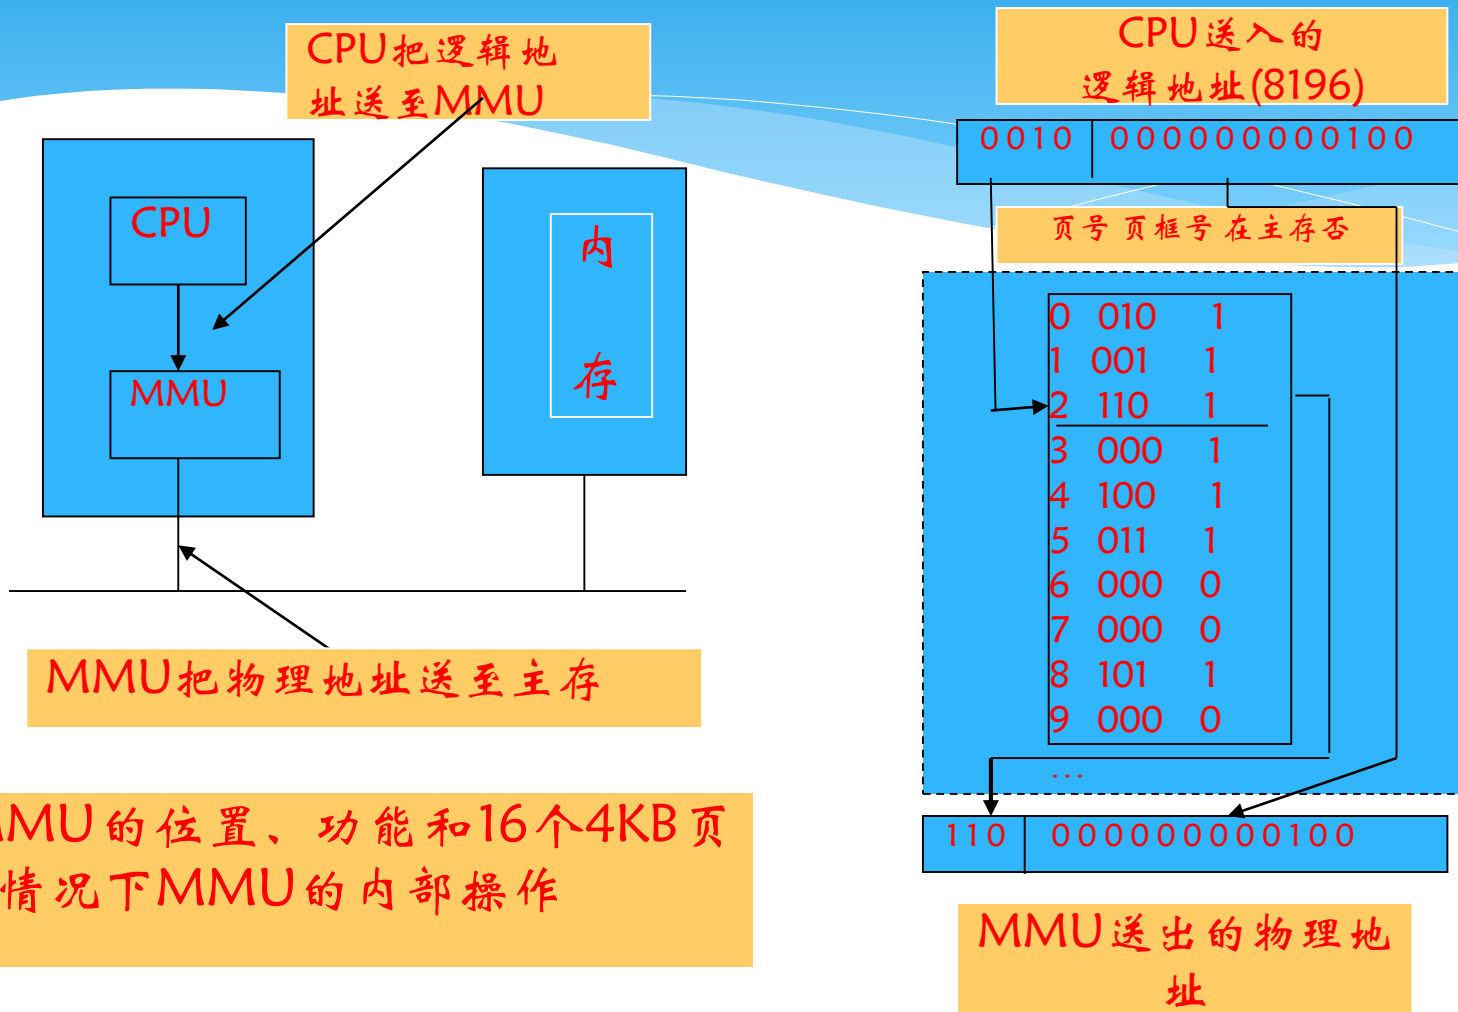 CPU把逻辑地
址送至MMU
CPU
MMU
内
存
MMU把物理地址送至主存
MMU的位置、功能和16个4KB页
情况下MMU的内部操作
CPU送入的
逻辑地址(8196)
0010 000000000100
页号 页框号 在主存否
0 010 1
1 001 1
2 110 1
3 000 1
4 100 1
5 011 1
6 000 0
7 000 0
8 101 1
9 000 0
...
110 000000000100
MMU送出的物理地
址